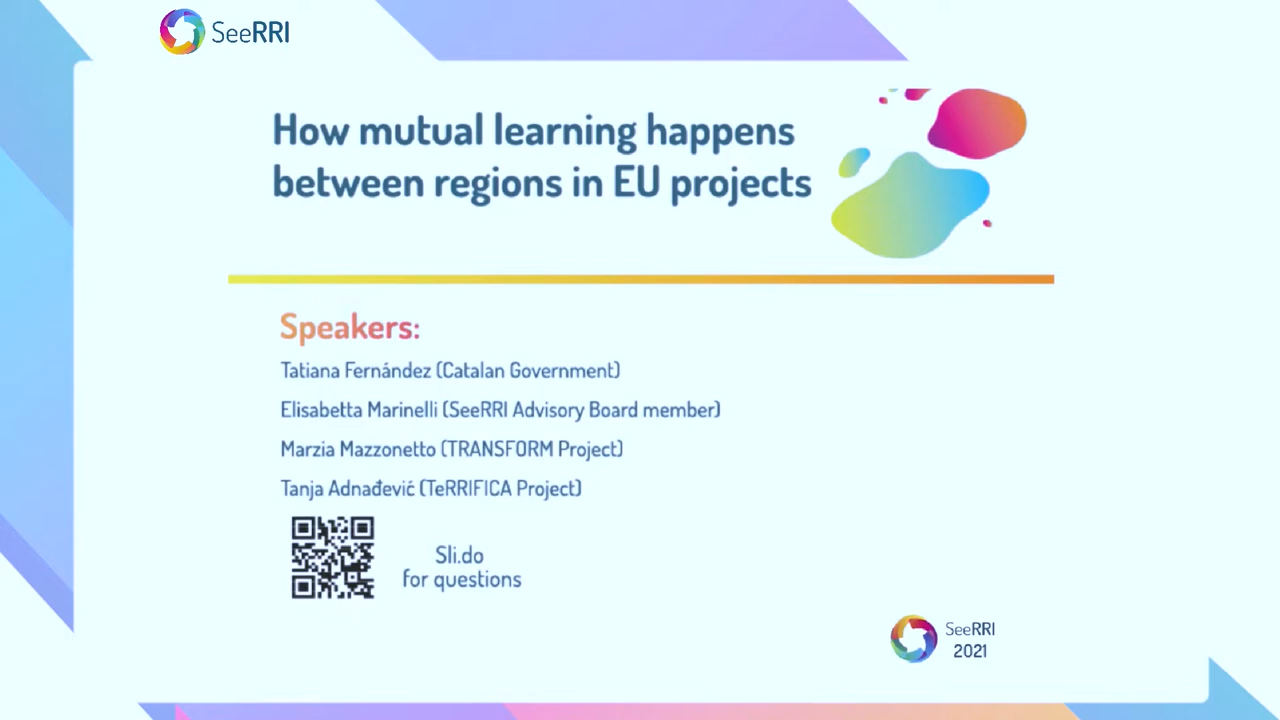 SeeRRI
How mutual learning happens
between regions in EU projects
Speakers:
Tatiana Fernández (Catalan Government)
Elisabetta Marinelli (SeeRRI Advisory Board member)
Marzia Mazzonetto (TRANSFORM Project)
Tanja Adnađević (TeRRIFICA Project)
Sli.do
for questions
SeeRRI
2021